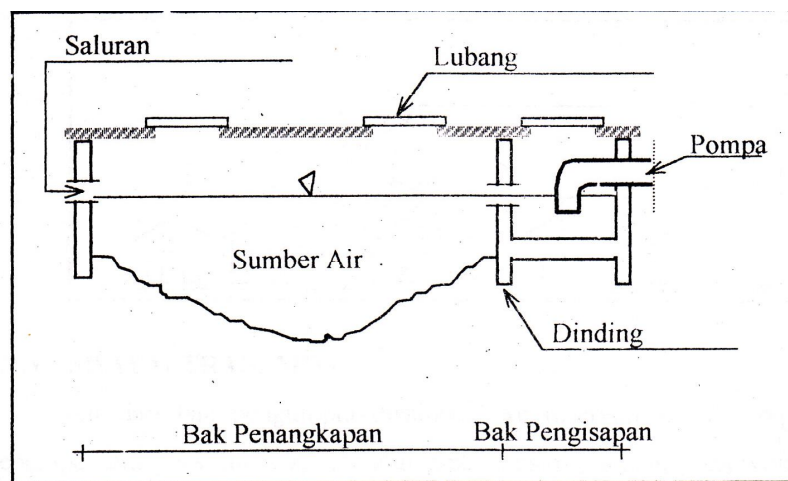 Saluran
Lubang
Pompa
Sumber Air
Dinding
Bak Penangkapan
Bak Pengisapan